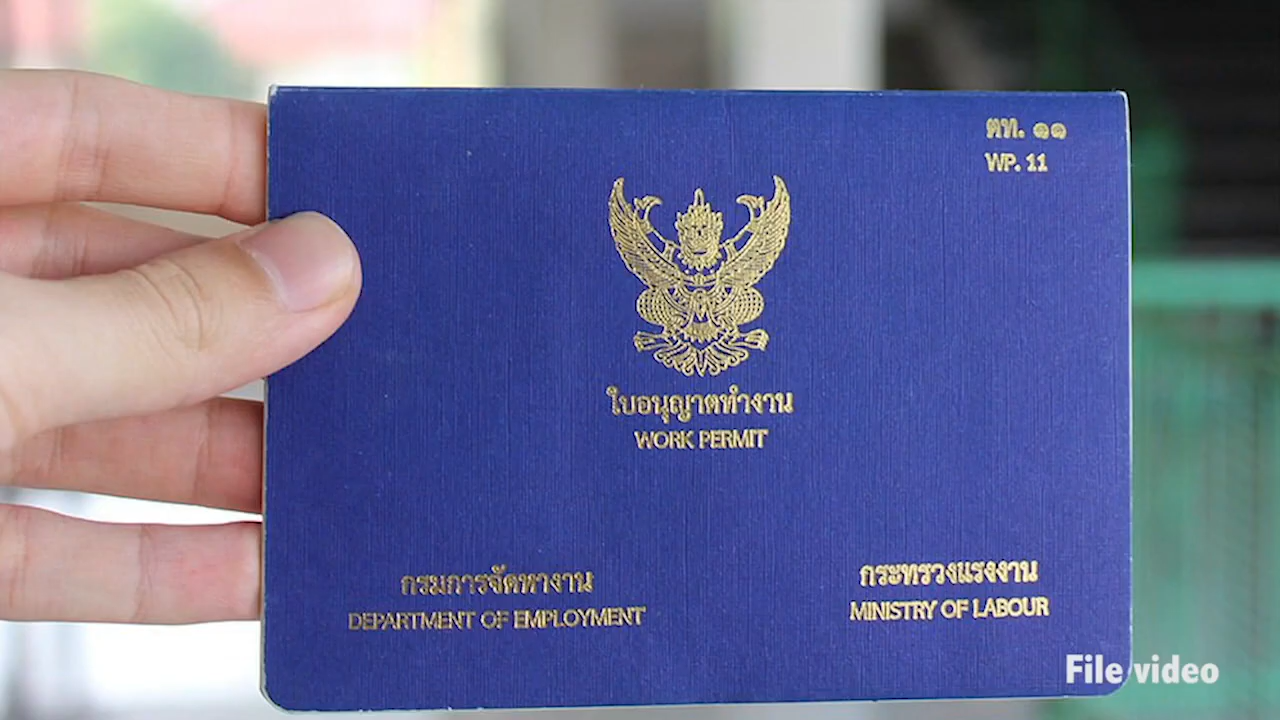 ตท. ๑๑
WP. 11
ใบอนุญาตทำงาน
WORK PERMIT
กรมการจัดหางาน
DEPARTMENT OF EMPLOYMENT
กระทรวงแรงงาน
MINISTRY OF LABOUR
File video